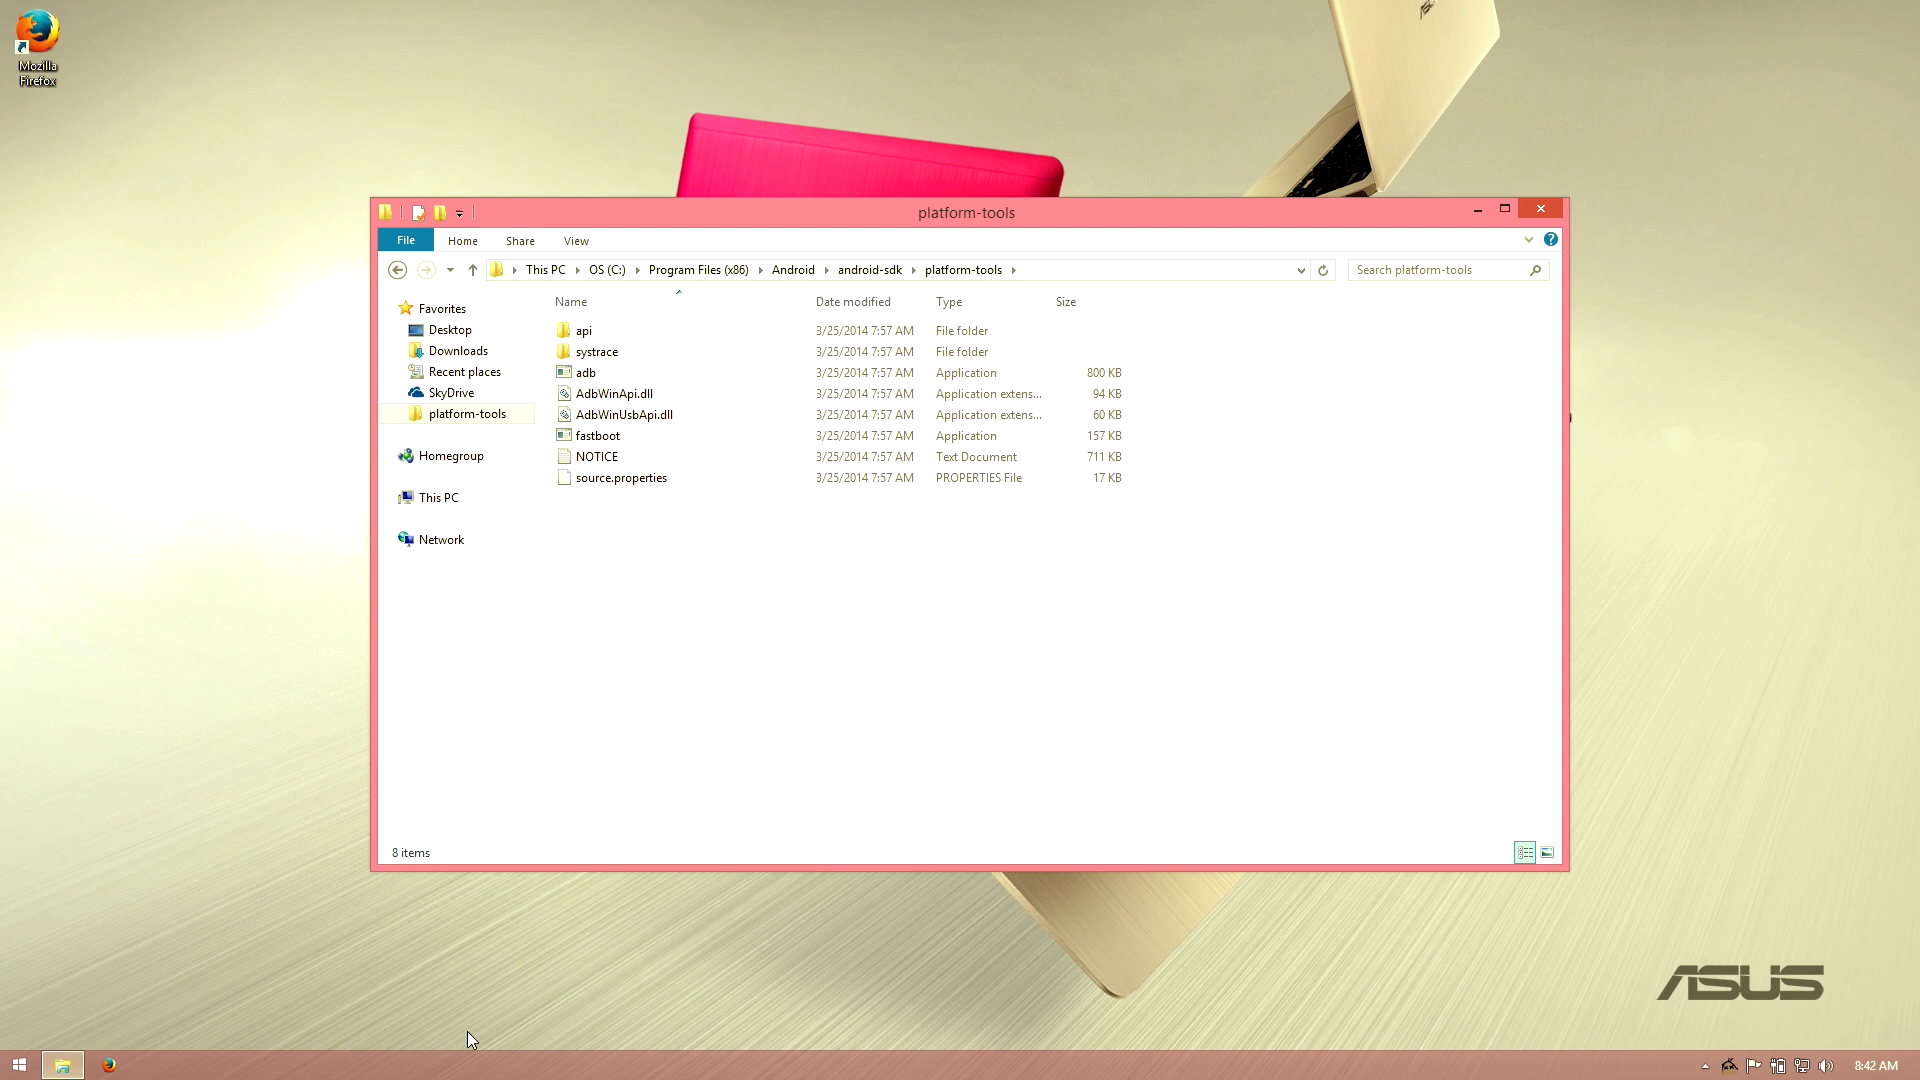 Mozilla
Firefox
ASUS
platform-tools
File Home Share View
This PC OS (C:) Program Files (x86) Android android-sdk platform-tools
Search platform-tools
Name Date modified Type Size
Favorites
Desktop
Downloads
Recent places
SkyDrive
platform-tools
Homegroup
This PC
Network
api 3/25/2014 7:57 AM File folder
systrace 3/25/2014 7:57 AM File folder
adb 3/25/2014 7:57 AM Application 800 KB
AdbWinApi.dll 3/25/2014 7:57 AM Application extens... 94 KB
AdbWinUsbApi.dll 3/25/2014 7:57 AM Application extens... 60 KB
fastboot 3/25/2014 7:57 AM Application 157 KB
NOTICE 3/25/2014 7:57 AM Text Document 711 KB
source.properties 3/25/2014 7:57 AM PROPERTIES File 17 KB
8 items
ASUS
8:42 AM